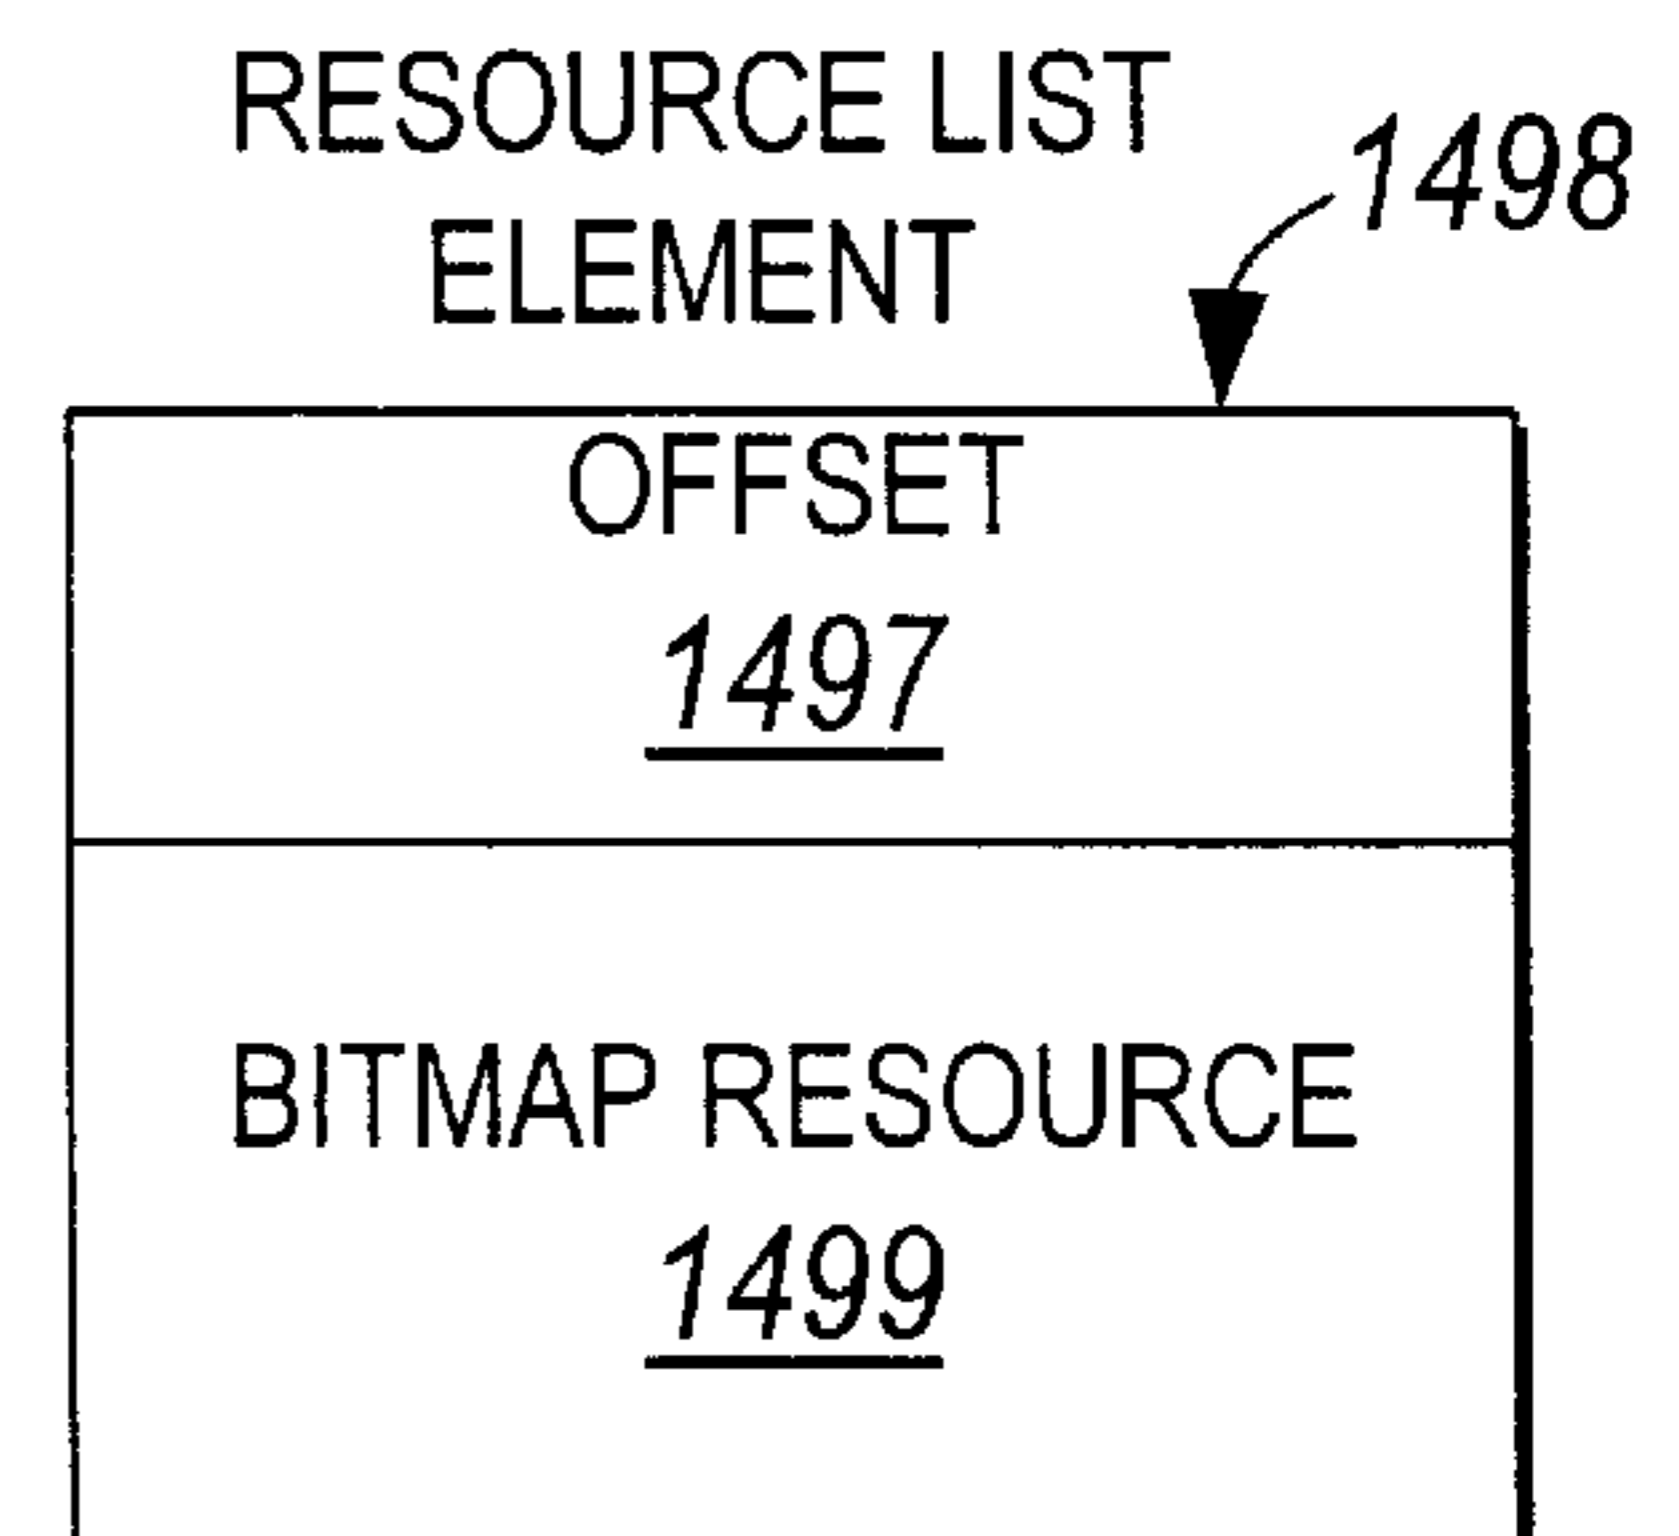 RESOURCE LIST
ELEMENT
1498
OFFSET
1497
BITMAP RESOURCE
1499